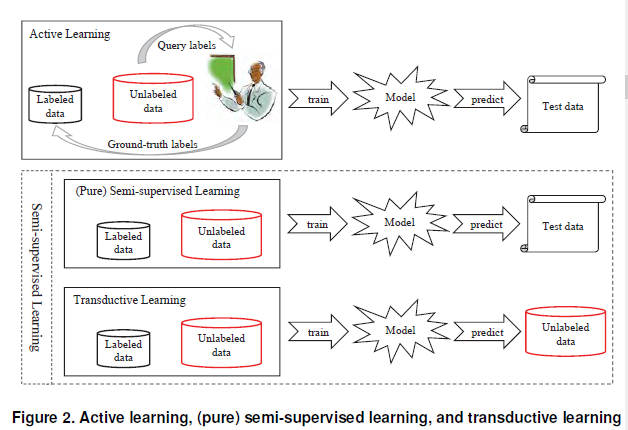 Active Learning
Query labels
Labeled
data
Unlabeled
data
Ground-truth labels
train
Model
predict
Test data
Semi-supervised Learning
(Pure) Semi-supervised Learning
Labeled
data
Unlabeled
data
train
Model
predict
Test data
Transductive Learning
Labeled
data
Unlabeled
data
train
Model
predict
Unlabeled
data
Figure 2. Active learning, (pure) semi-supervised learning, and transductive learning